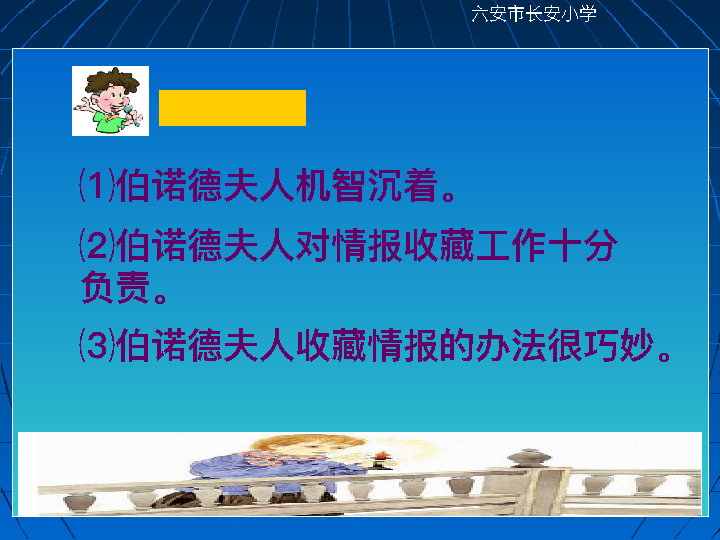 六安市长安小学
⑴伯诺德夫人机智沉着。
⑵伯诺德夫人对情报收藏工作十分
负责。
⑶伯诺德夫人收藏情报的办法很巧妙。